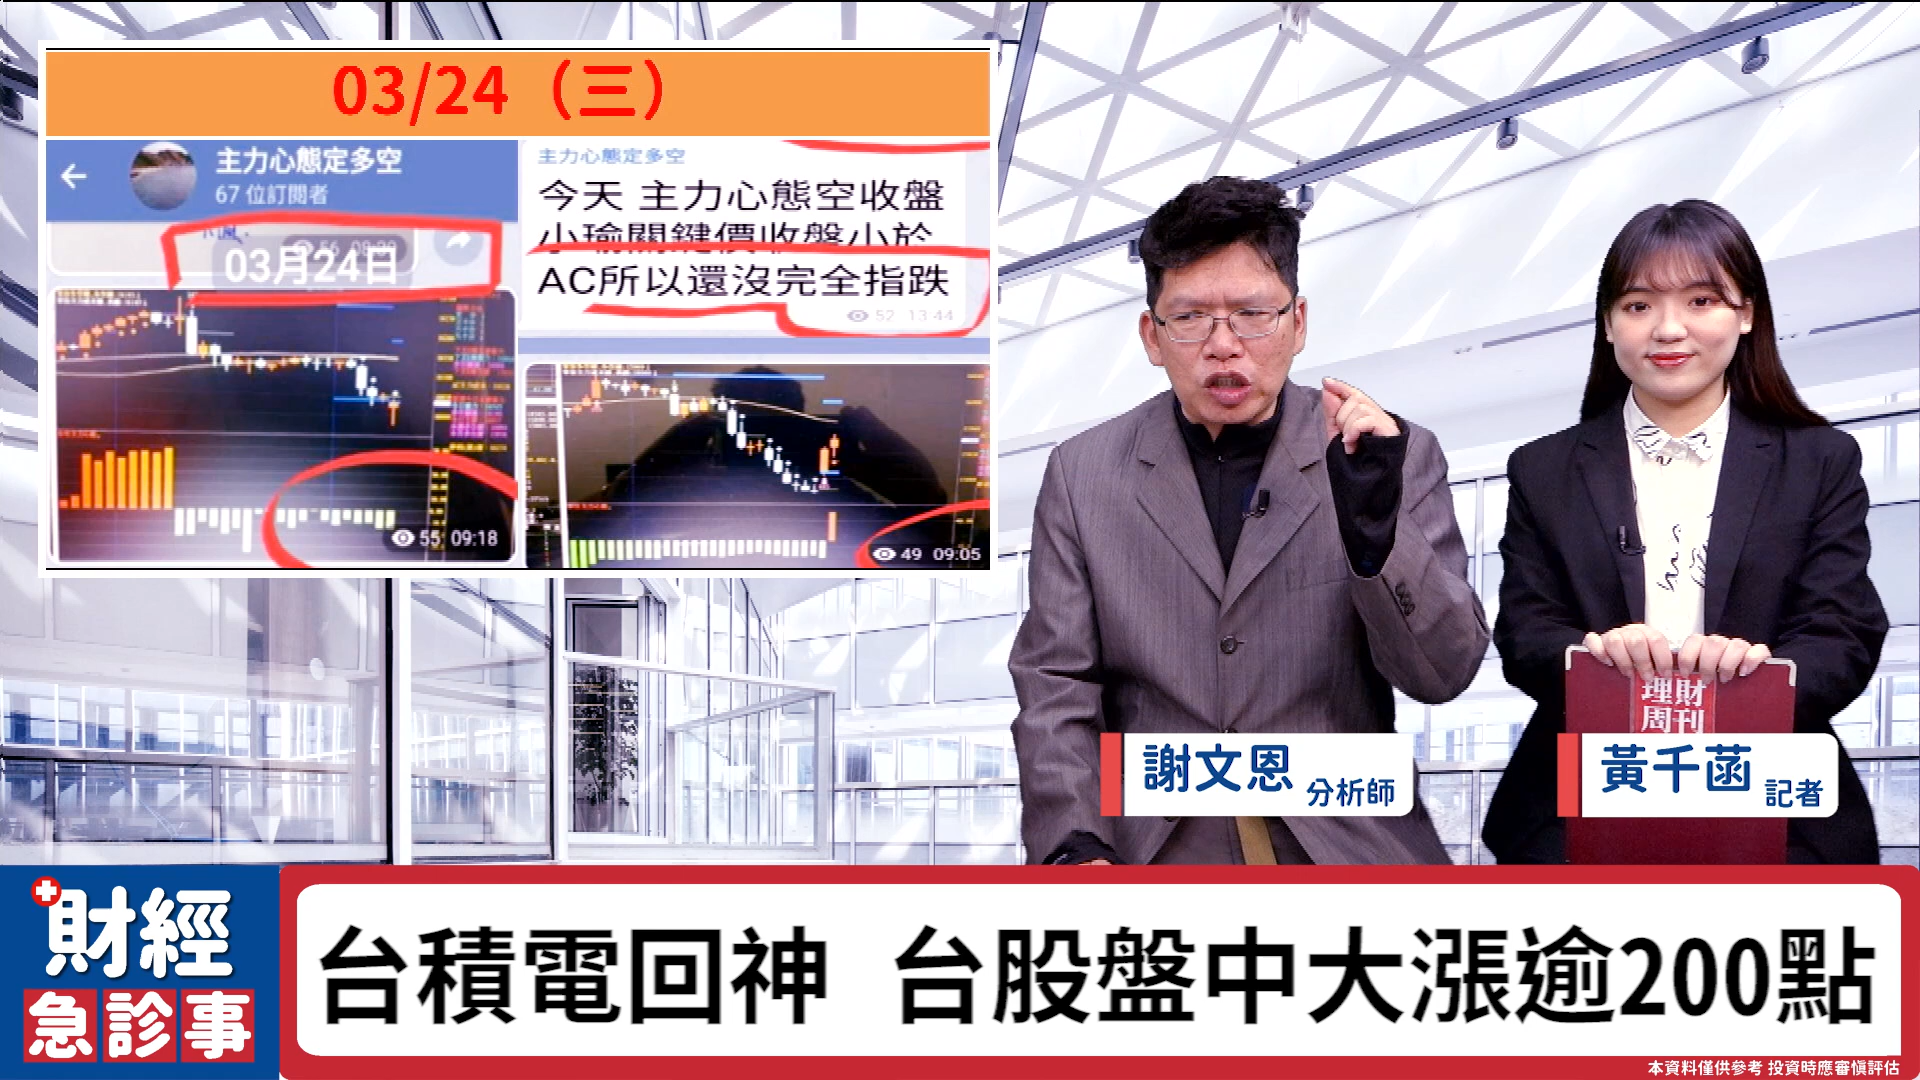 03/24（三）
主力心態定多空
67 位訂閱者
03月24日
55 09:18
主力心態定多空
今天 主力心態空收盤
小瑜關鍵價收盤小於
AC所以還沒完全指跌
52 13:44
49 09:05
理財
周刊
謝文恩 分析師
黃千菡 記者
財經
急診事
台積電回神 台股盤中大漲逾200點
本資料僅供參考 投資時應審慎評估